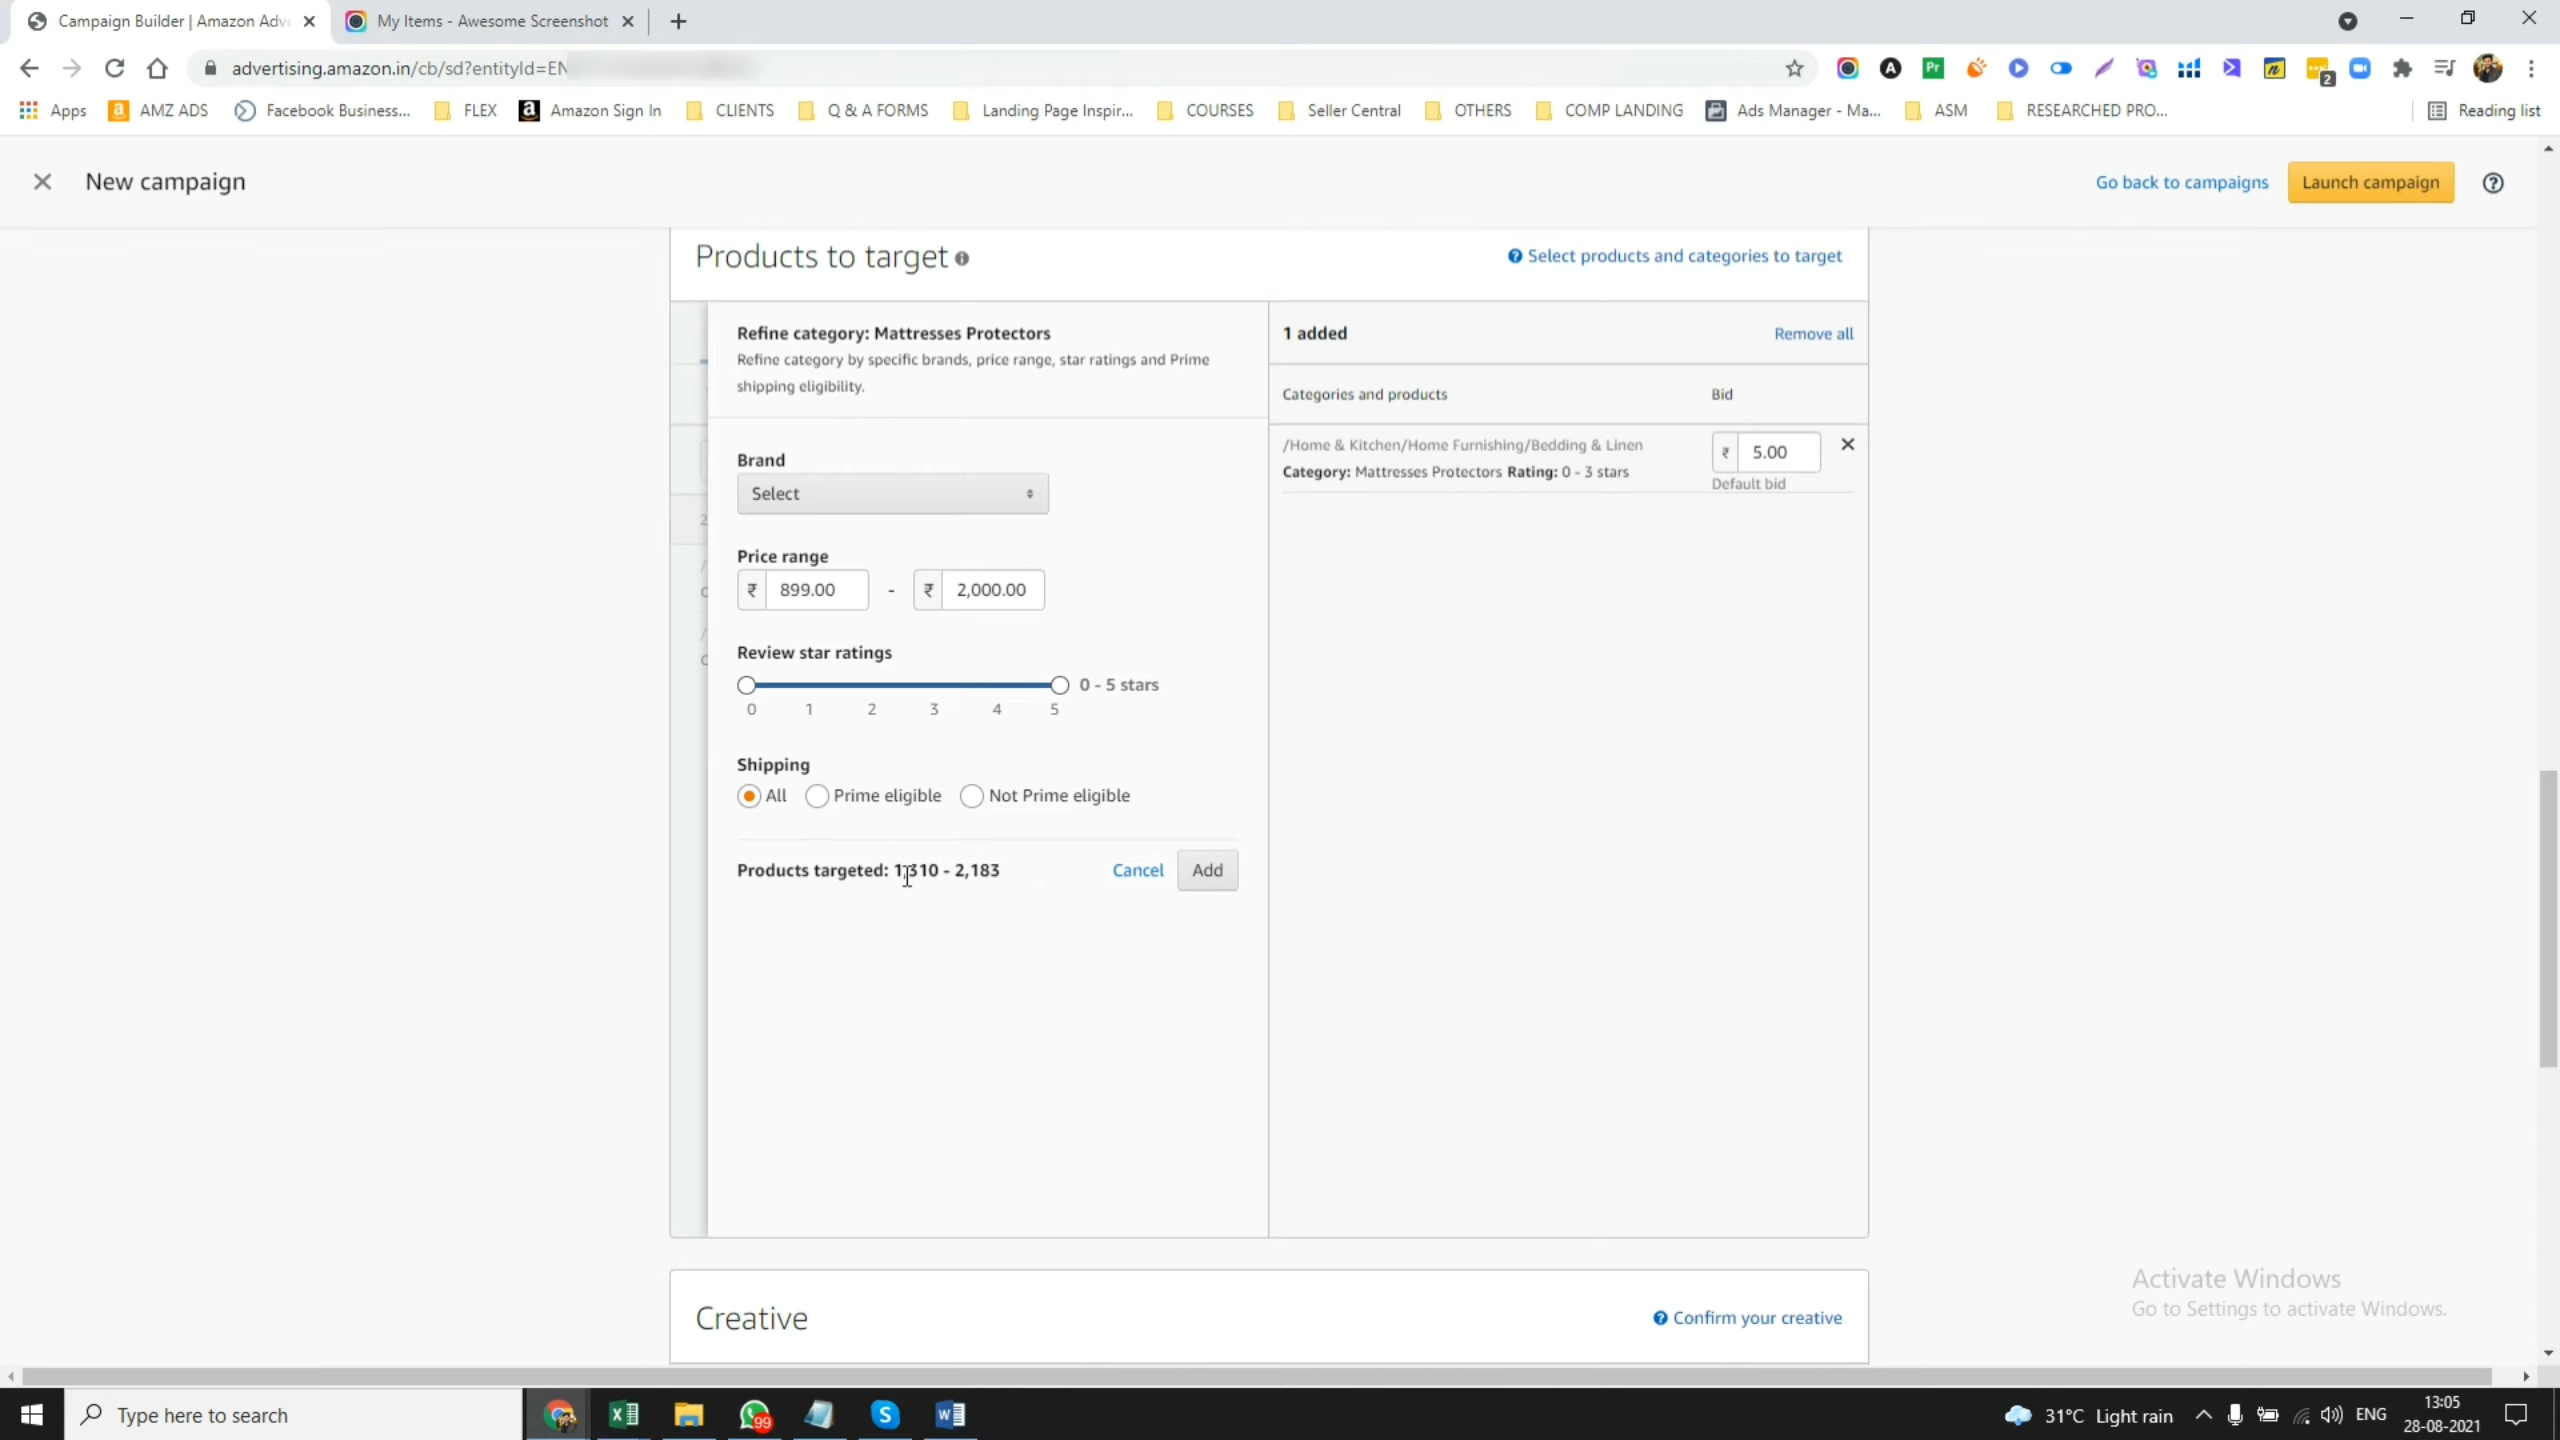 Campaign Builder | Amazon Adve
My Items - Awesome Screenshot
advertising.amazon.in/cb/sd?entityId=EN
Apps
AMZ ADS
Facebook Business...
FLEX
Amazon Sign In
CLIENTS
Q & A FORMS
Landing Page Inspir...
COURSES
Seller Central
OTHERS
COMP LANDING
Ads Manager - Ma...
ASM
RESEARCHED PRO...
Reading list
New campaign
Go back to campaigns
Launch campaign
Products to target
Select products and categories to target
Refine category: Mattresses Protectors
Refine category by specific brands, price range, star ratings and Prime
shipping eligibility.
1 added
Remove all
Categories and products
Bid
/Home & Kitchen/Home Furnishing/Bedding & Linen
Category: Mattresses Protectors Rating: 0 - 3 stars
₹ 5.00
Default bid
Brand
Select
Price range
₹ 899.00 - ₹ 2,000.00
Review star ratings
0 - 5 stars
0 1 2 3 4 5
Shipping
All
Prime eligible
Not Prime eligible
Products targeted: 1,310 - 2,183
Cancel
Add
Creative
Confirm your creative
Activate Windows
Go to Settings to activate Windows.
Type here to search
99
31°C Light rain
ENG
13:05
28-08-2021